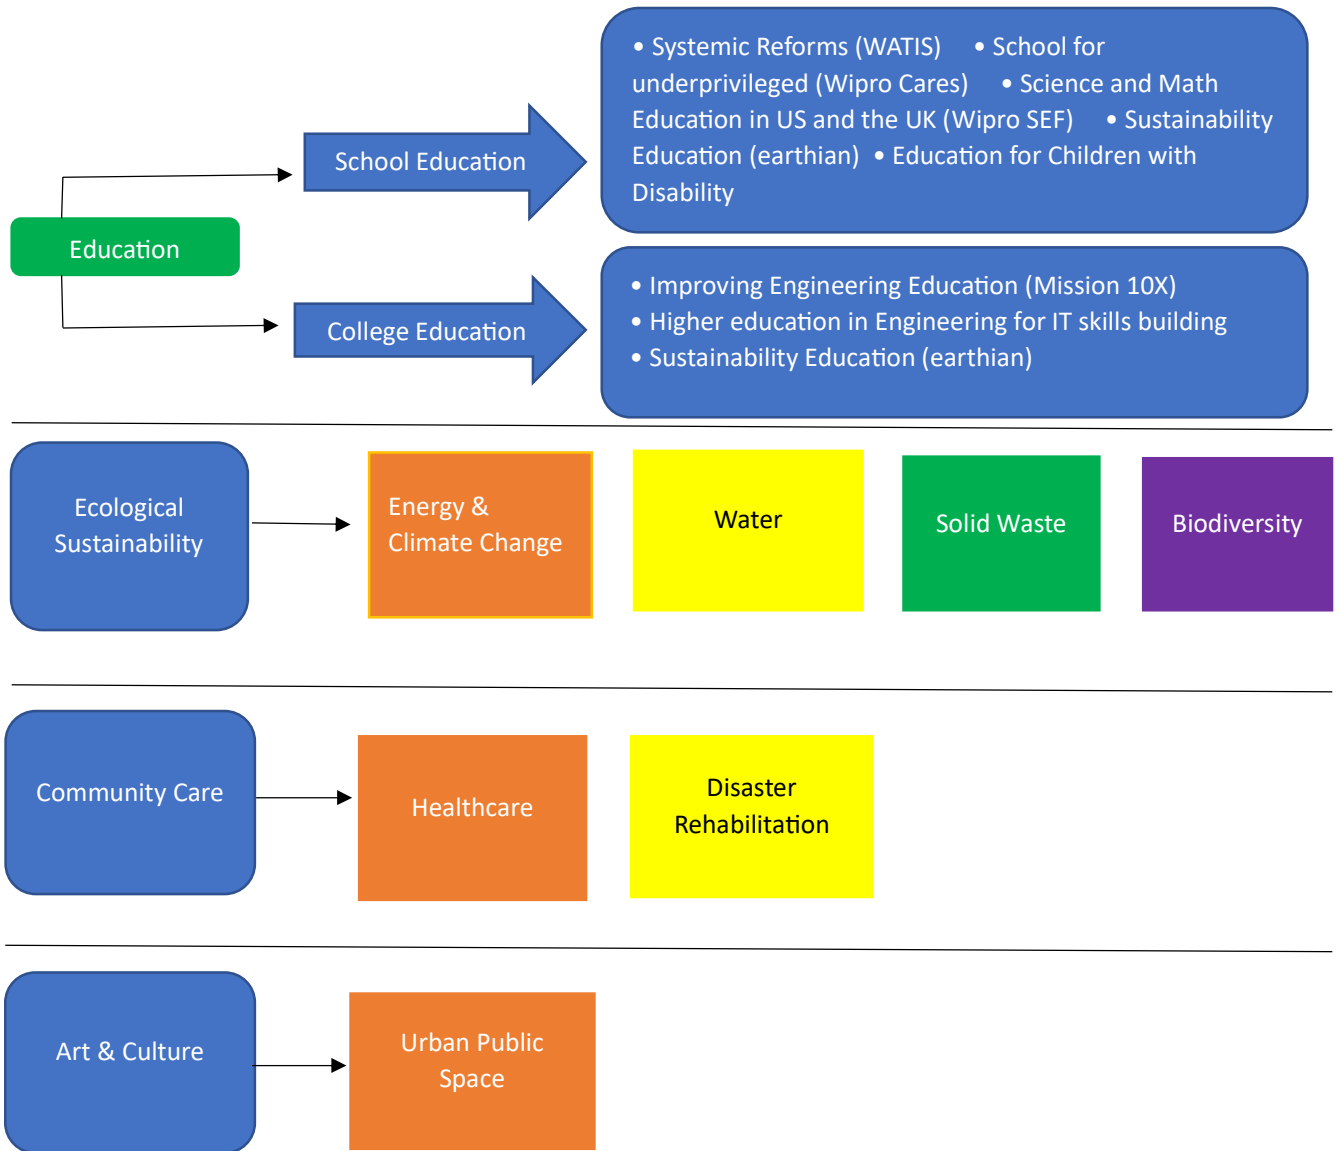 • Systemic Reforms (WATIS) • School for
underprivileged (Wipro Cares) • Science and Math
Education in US and the UK (Wipro SEF) • Sustainability
Education (earthian) • Education for Children with
Disability
School Education
Education
• Improving Engineering Education (Mission 10X)
• Higher education in Engineering for IT skills building
• Sustainability Education (earthian)
College Education
Ecological
Sustainability
Energy &
Climate Change
Water
Solid Waste
Biodiversity
Community Care
Healthcare
Disaster
Rehabilitation
Art & Culture
Urban Public
Space